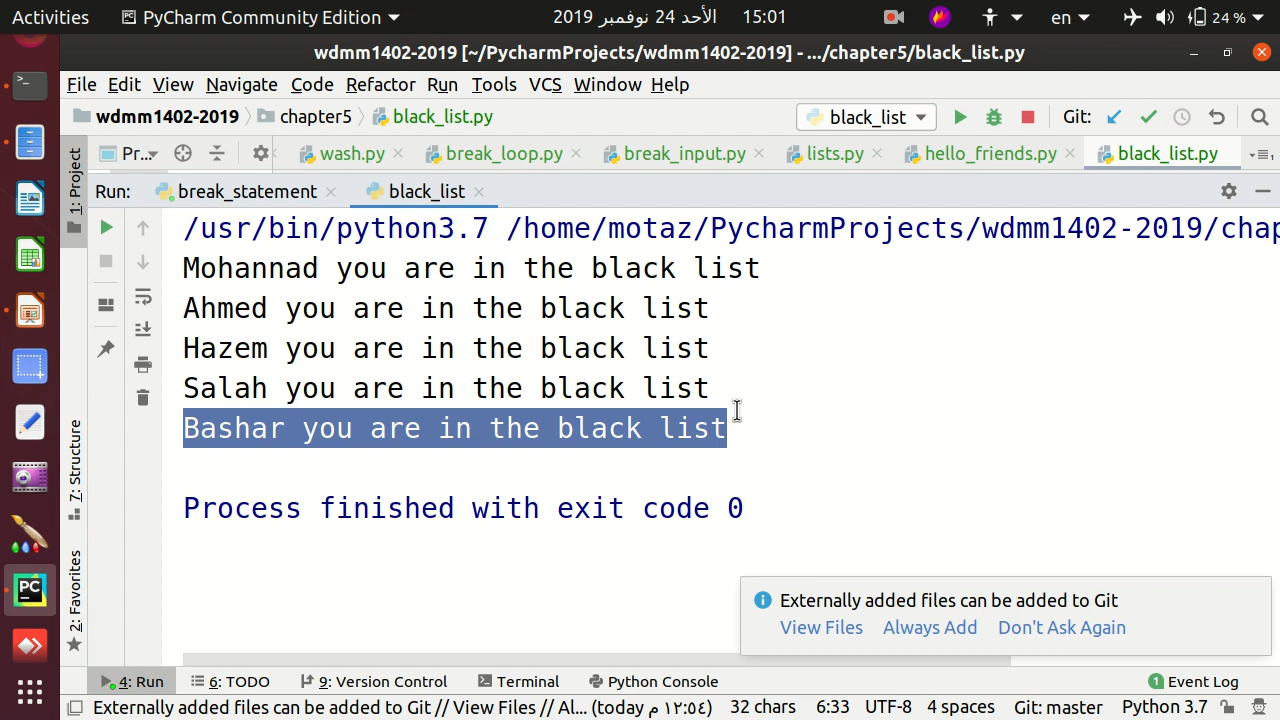 Activities PyCharm Community Edition الأحد 24 نوفمبر 2019 15:01 en 24 %
wdmm1402-2019 [~/PycharmProjects/wdmm1402-2019] - .../chapter5/black_list.py
File Edit View Navigate Code Refactor Run Tools VCS Window Help
wdmm1402-2019 chapter5 black_list.py black_list Git:
1: Project
Pr... wash.py break_loop.py break_input.py lists.py hello_friends.py black_list.py
Run: break_statement black_list
/usr/bin/python3.7 /home/motaz/PycharmProjects/wdmm1402-2019/chap
Mohannad you are in the black list
Ahmed you are in the black list
Hazem you are in the black list
Salah you are in the black list
Bashar you are in the black list
Process finished with exit code 0
7: Structure
2: Favorites
Externally added files can be added to Git
View Files Always Add Don't Ask Again
4: Run 6: TODO 9: Version Control Terminal Python Console 1 Event Log
Externally added files can be added to Git // View Files // Al... (today م ١٢:٥٤) 32 chars 6:33 UTF-8 4 spaces Git: master Python 3.7